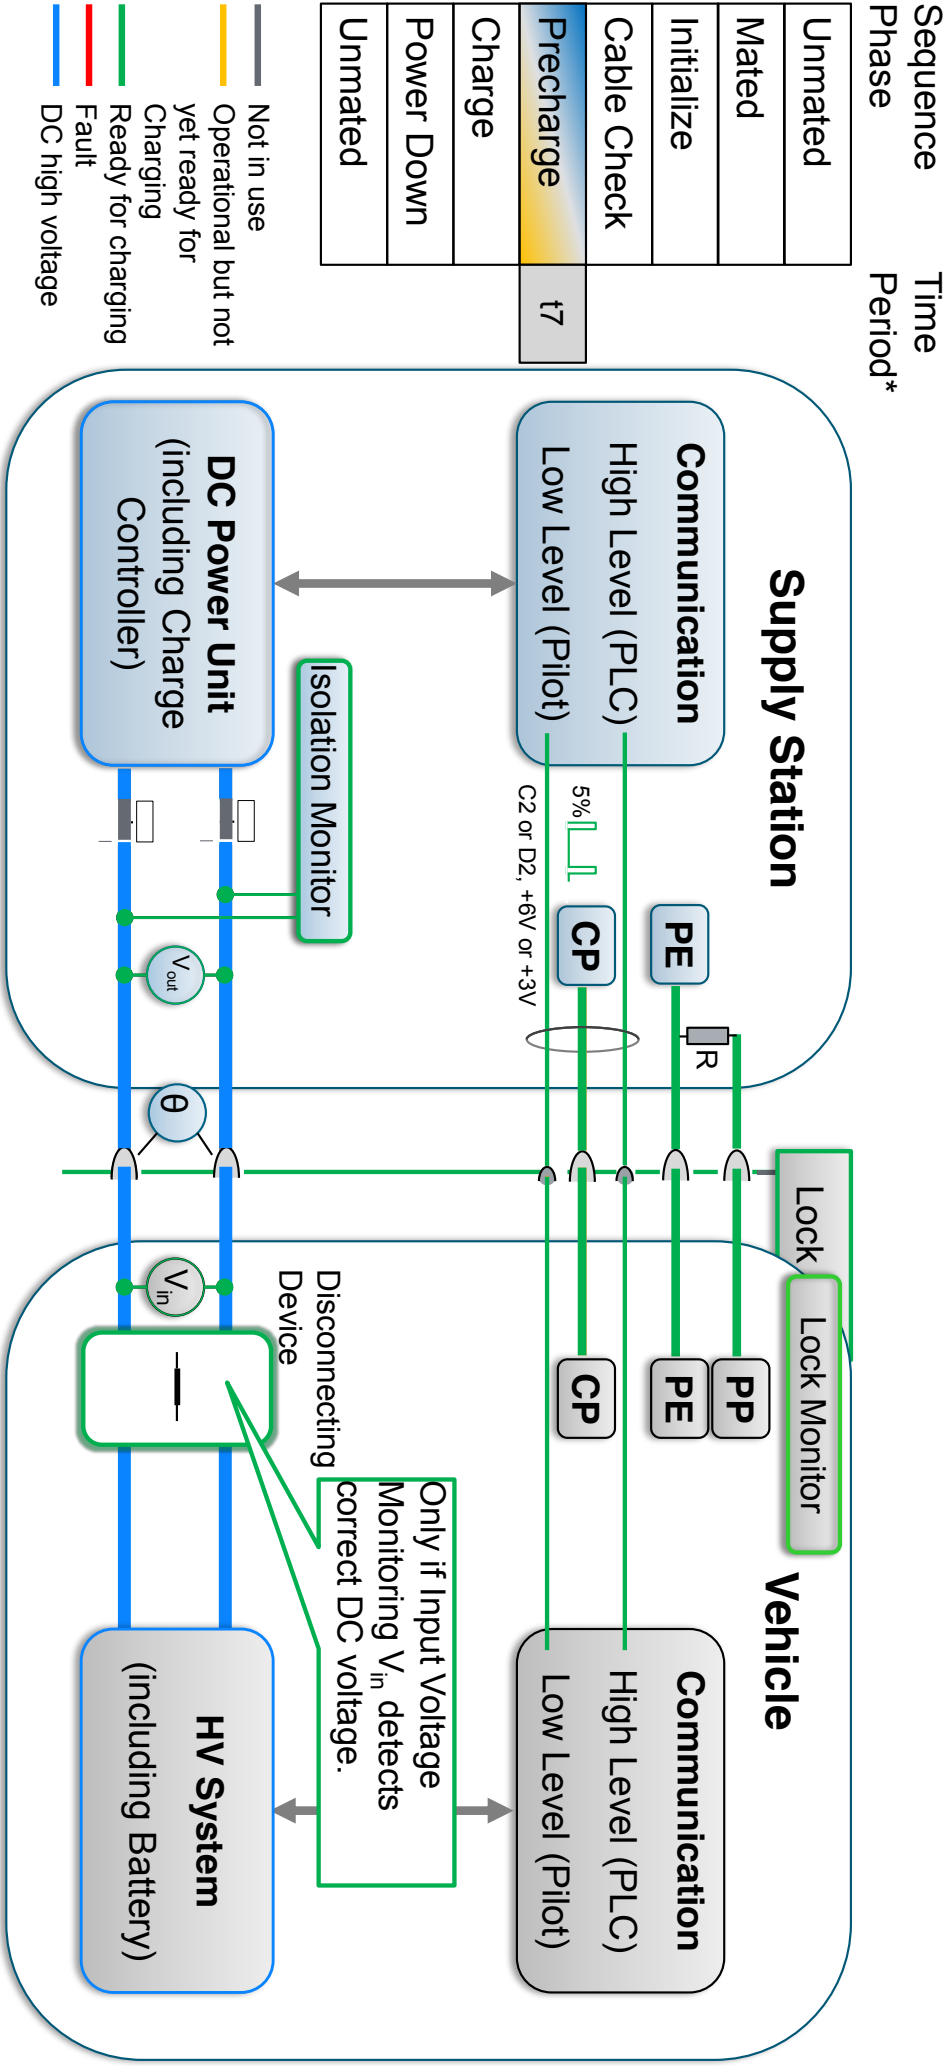 Sequence
Phase
Time
Period*
Unmated
Mated
Initialize
Cable Check
Precharge
t7
Charge
Power Down
Unmated
Not in use
Operational but not
yet ready for
Charging
Ready for charging
Fault
DC high voltage
Supply Station
Communication
High Level (PLC)
Low Level (Pilot)
5%
C2 or D2, +6V or +3V
PE
R
CP
Isolation Monitor
DC Power Unit
(including Charge
Controller)
Vout
θ
Lock
Lock Monitor
Vehicle
PP
PE
CP
Communication
High Level (PLC)
Low Level (Pilot)
Disconnecting
Device
Vin
Only if Input Voltage
Monitoring Vin detects
correct DC voltage.
HV System
(including Battery)